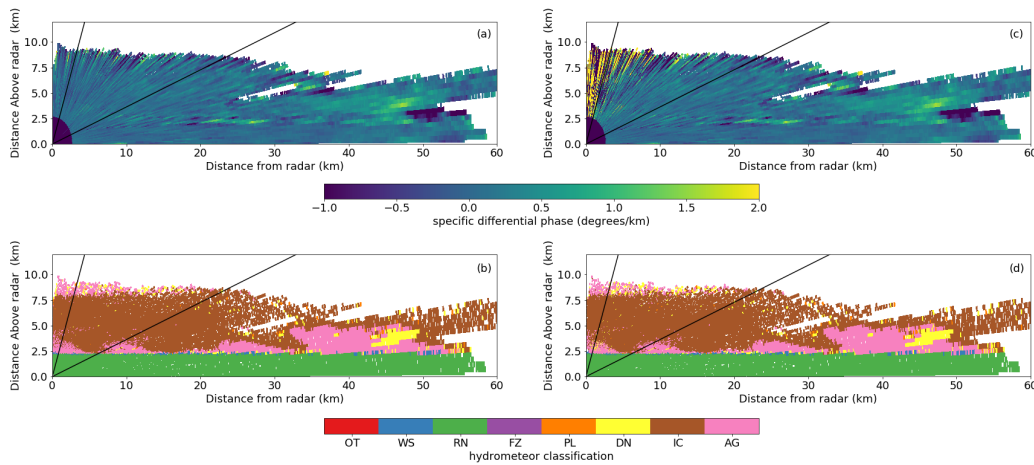 (a)
Distance Above radar (km)
10.0
7.5
5.0
2.5
0.0
0
10
20
30
40
50
60
Distance from radar (km)
(c)
Distance Above radar (km)
10.0
7.5
5.0
2.5
0.0
0
10
20
30
40
50
60
Distance from radar (km)
−1.0
−0.5
0.0
0.5
1.0
1.5
2.0
specific differential phase (degrees/km)
(b)
Distance Above radar (km)
10.0
7.5
5.0
2.5
0.0
0
10
20
30
40
50
60
Distance from radar (km)
(d)
Distance Above radar (km)
10.0
7.5
5.0
2.5
0.0
0
10
20
30
40
50
60
Distance from radar (km)
OT
WS
RN
FZ
PL
DN
IC
AG
hydrometeor classification